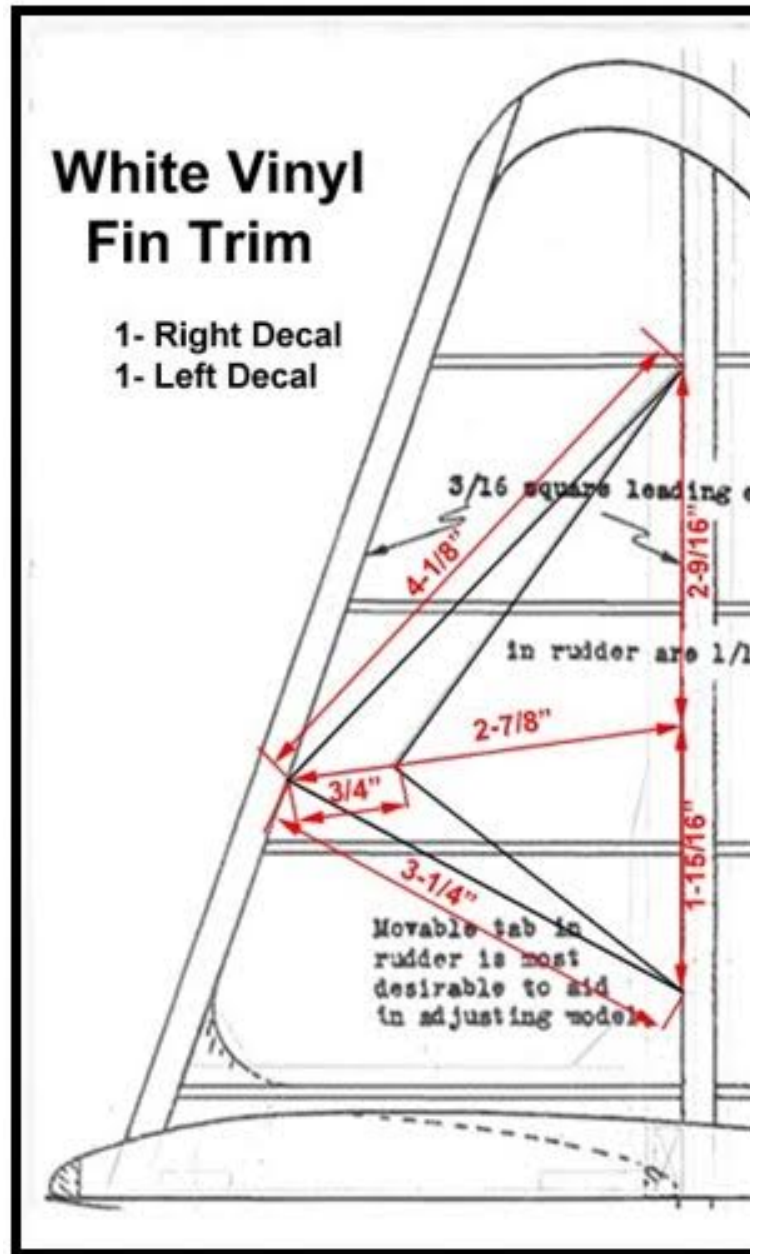 White Vinyl
Fin Trim
1- Right Decal
1- Left Decal
3/16 square leading
4-1/8"
2-9/16"
in rudder are
2-7/8"
3/4"
1-15/16"
3-1/4"
Movable tab in
rudder is most
desirable to aid
in adjusting model